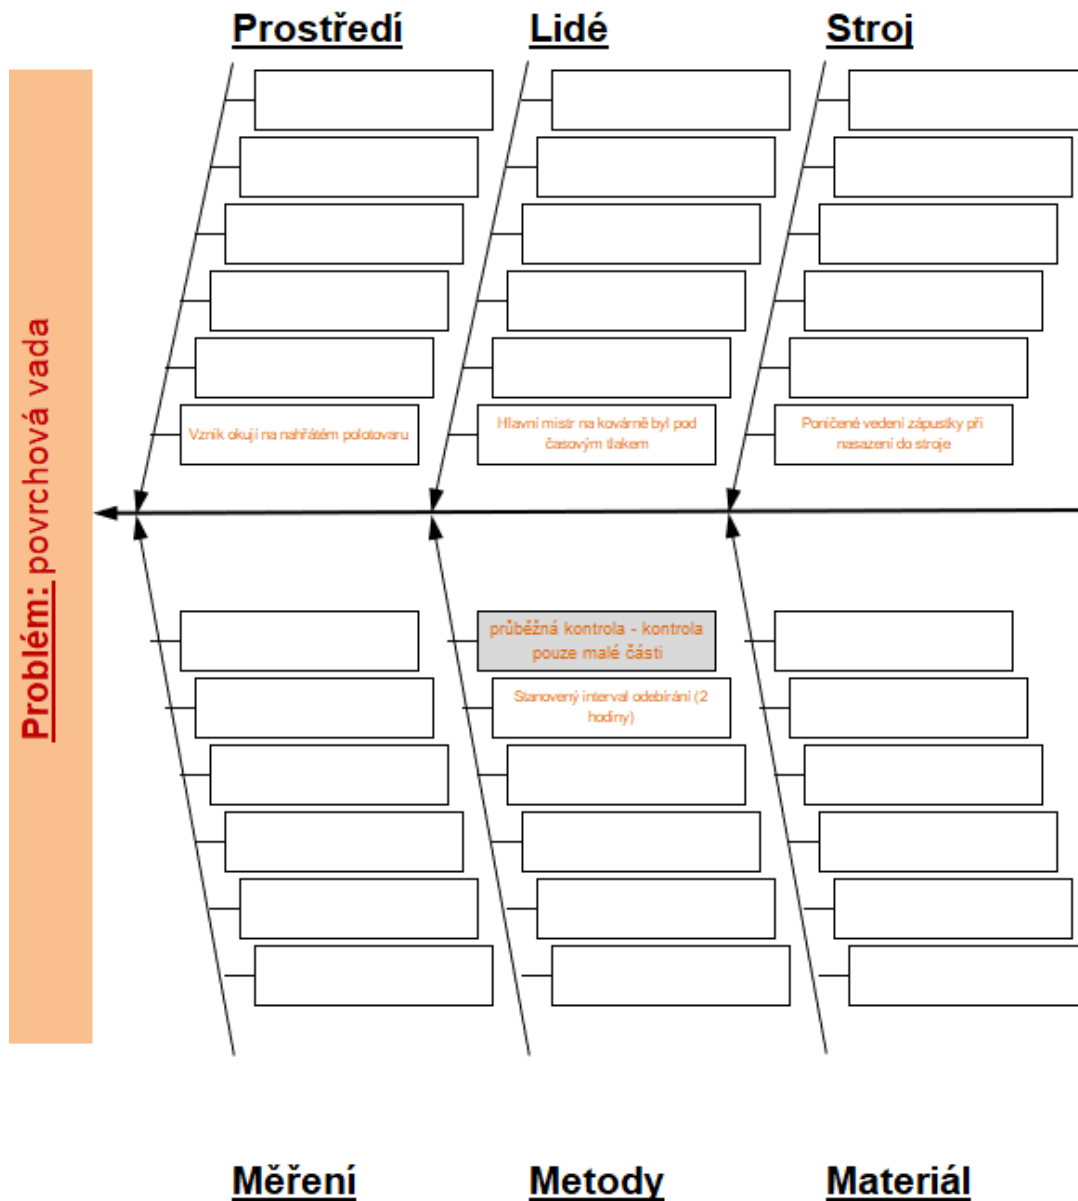 Prostředí
Lidé
Stroj
Problém: povrchová vada
Vznik okují na nahřátém polotovaru
Hlavní mistr na kovárně byl pod
časovým tlakem
Poničené vedení zápustky při
nasazení do stroje
průběžná kontrola - kontrola
pouze malé části
Stanovený interval odebírání (2
hodiny)
Měření
Metody
Materiál